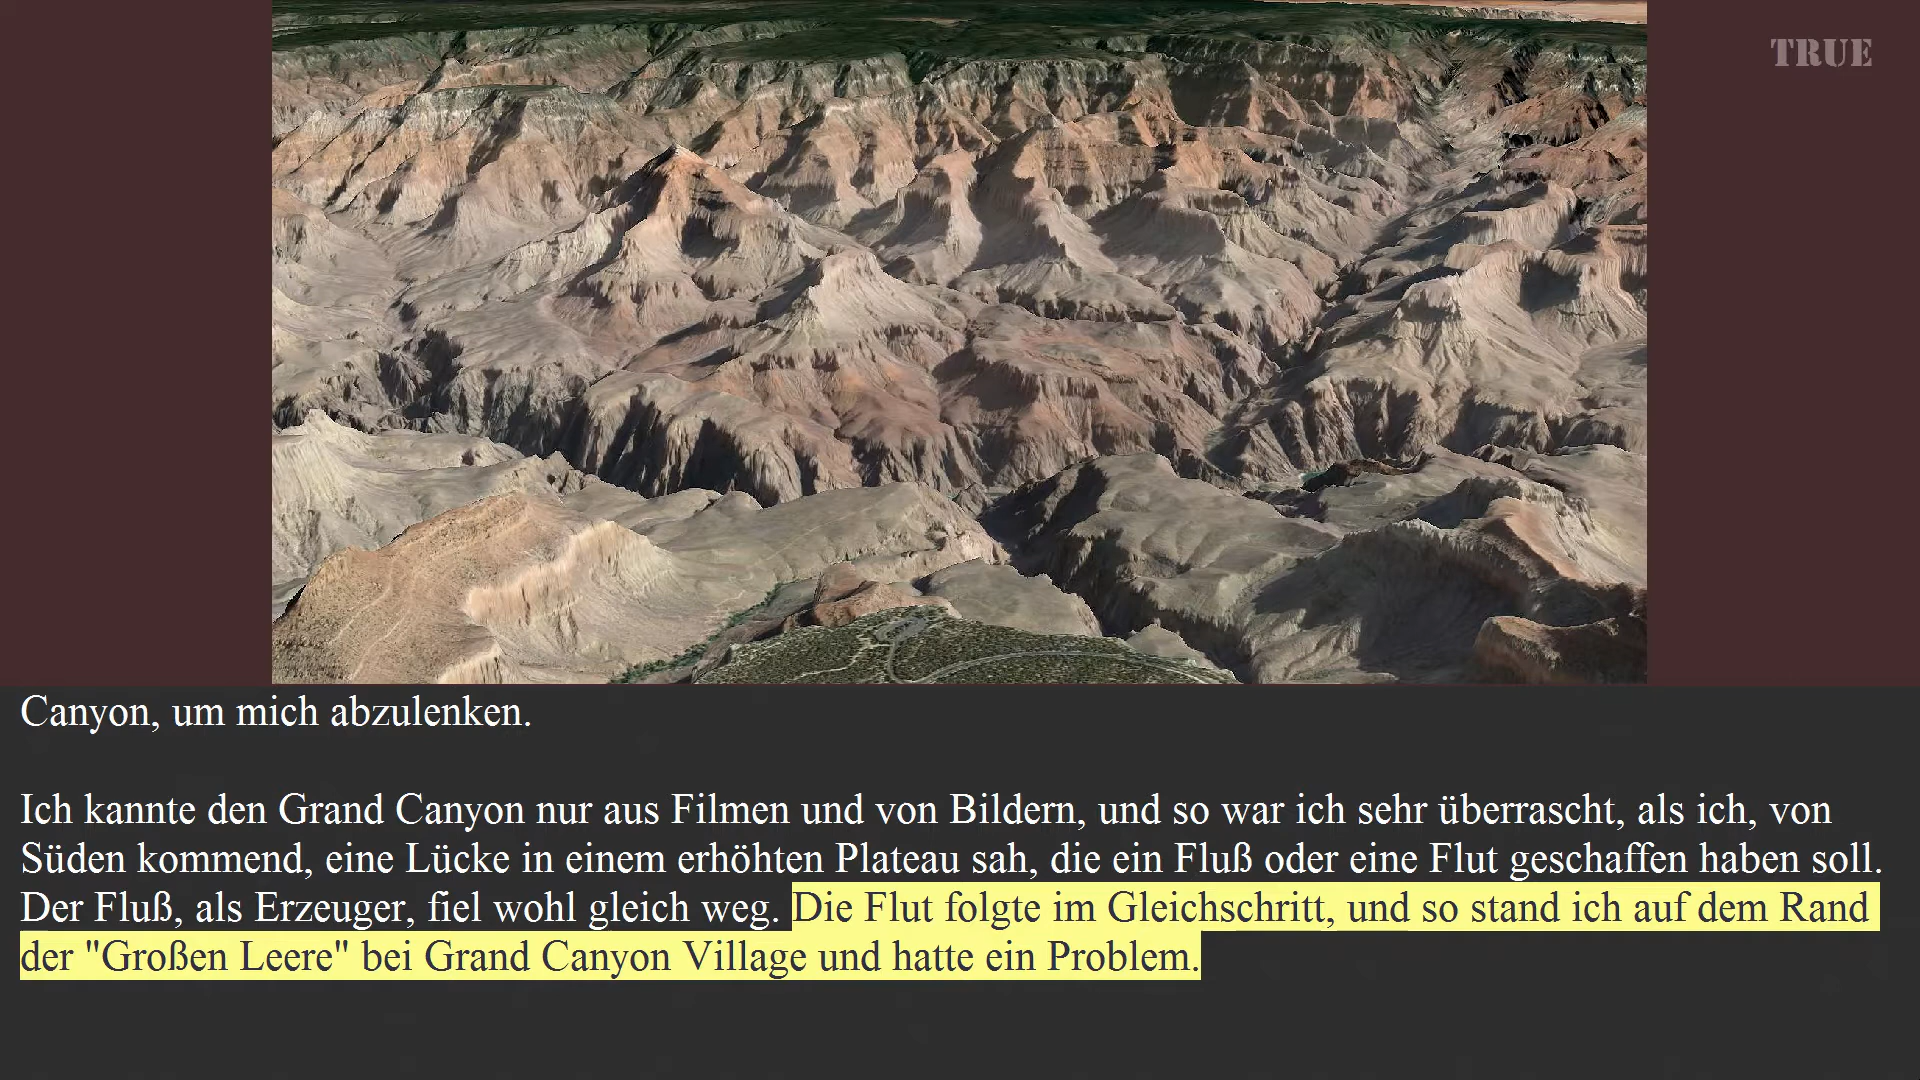 TRUE
Canyon, um mich abzulenken.
Ich kannte den Grand Canyon nur aus Filmen und von Bildern, und so war ich sehr überrascht, als ich, von
Süden kommend, eine Lücke in einem erhöhten Plateau sah, die ein Fluß oder eine Flut geschaffen haben soll.
Der Fluß, als Erzeuger, fiel wohl gleich weg. Die Flut folgte im Gleichschritt, und so stand ich auf dem Rand
der "Großen Leere" bei Grand Canyon Village und hatte ein Problem.